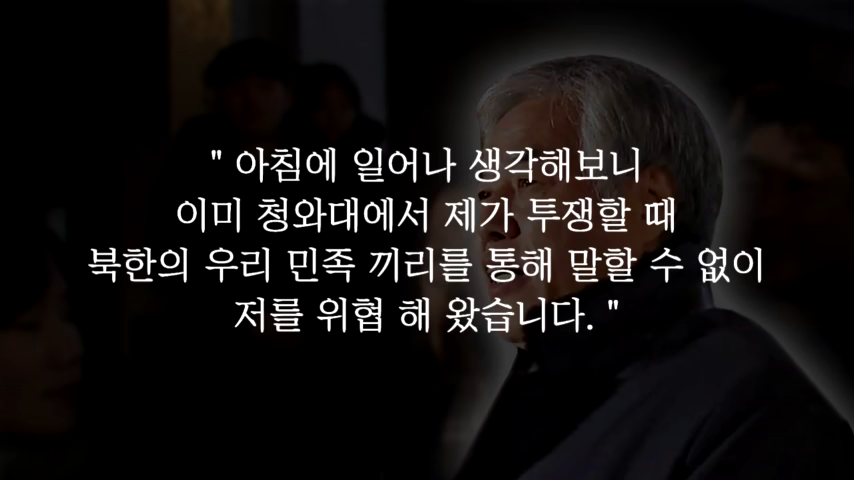 " 아침에 일어나 생각해보니
이미 청와대에서 제가 투쟁할 때
북한의 우리 민족 끼리를 통해 말할 수 없이
저를 위협 해 왔습니다. "